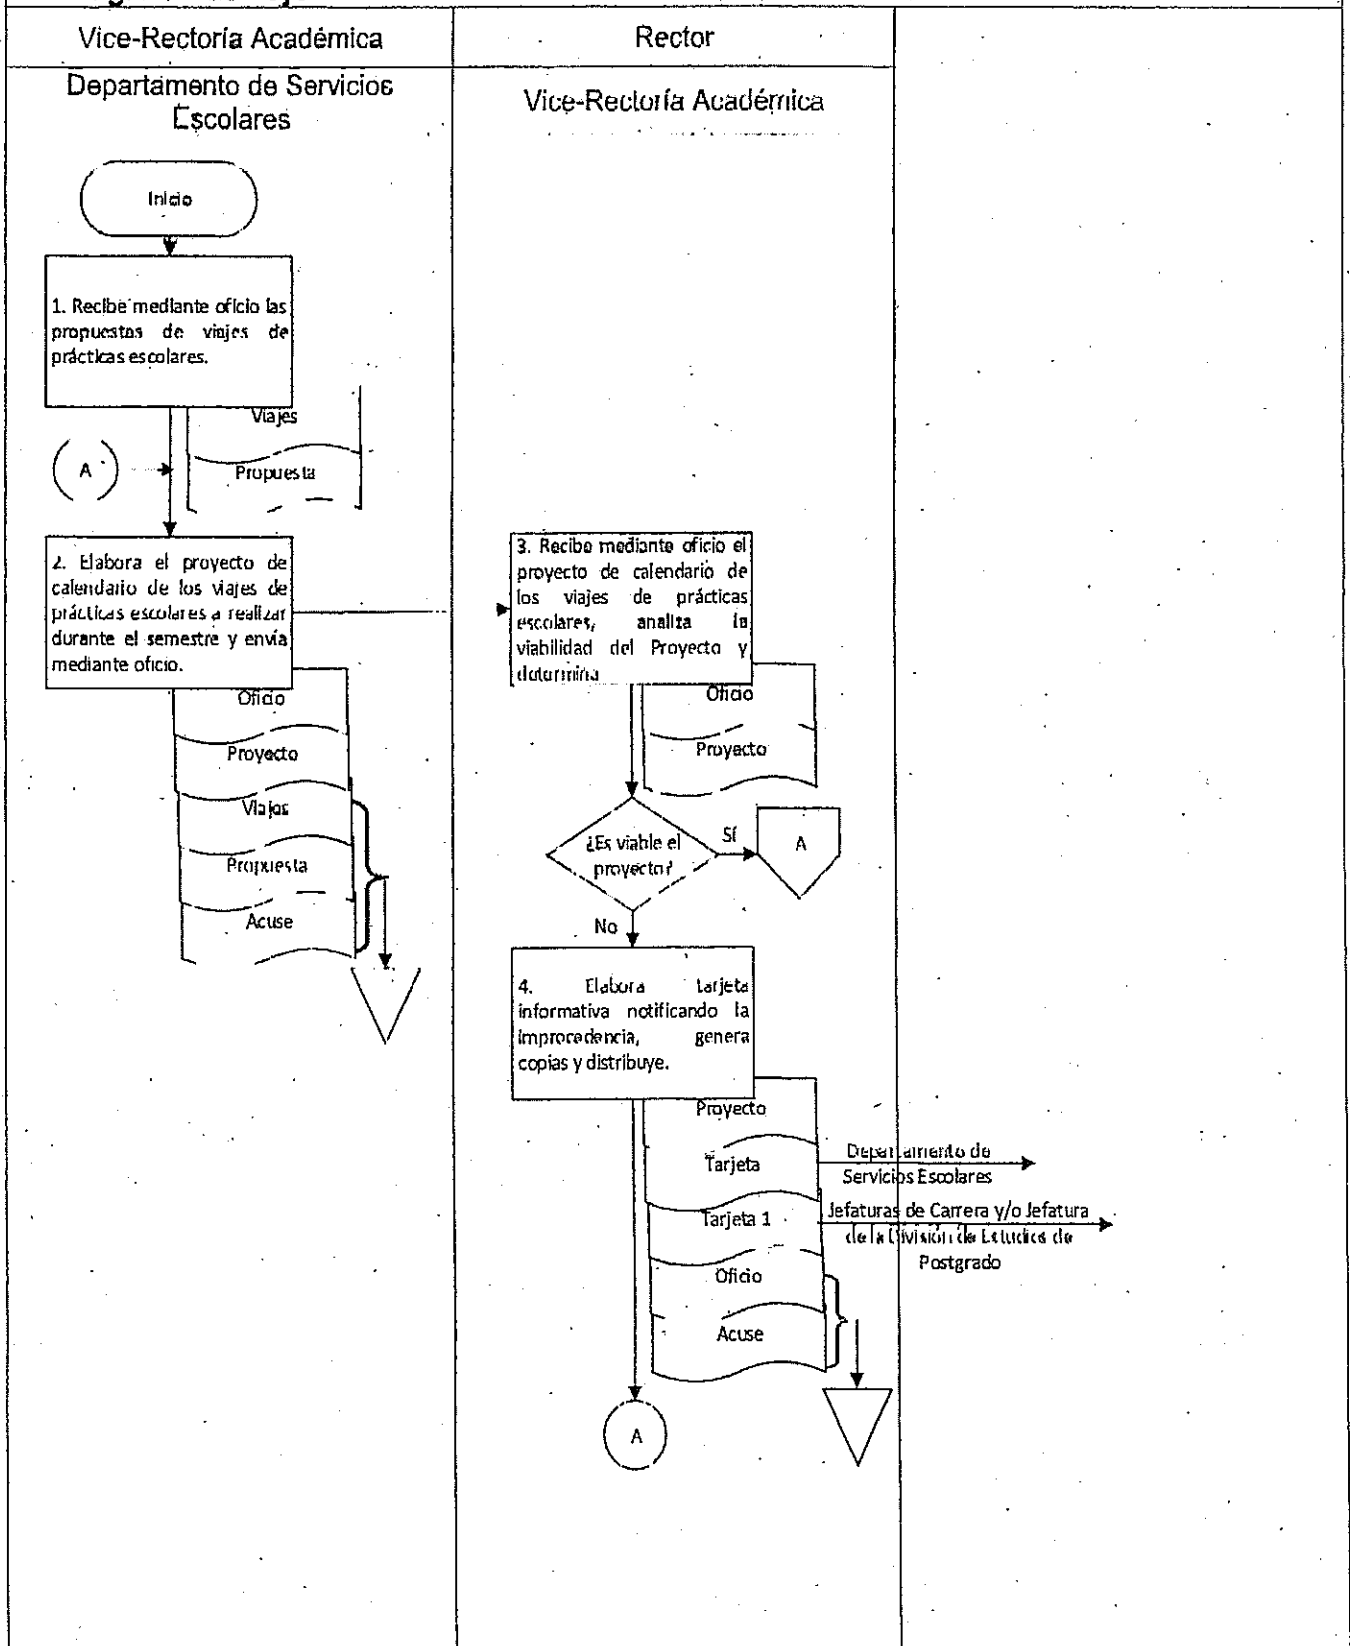 Vice-Rectoría Académica
Rector
Departamento de Servicios
Escolares
Vice-Rectoría Académica
Inicio
1. Recibe mediante oficio las
propuestas de viajes de
prácticas escolares.
Viajes
A
Propuesta
2. Elabora el proyecto de
calendario de los viajes de
prácticas escolares a realizar
durante el semestre y envía
mediante oficio.
Oficio
Proyecto
Viajes
Propuesta
Acuse
3. Recibe mediante oficio el
proyecto de calendario de
los viajes de prácticas
escolares, analiza la
viabilidad del Proyecto y
determina
Oficio
Proyecto
¿Es viable el
proyecto?
Sí
A
No
4. Elabora tarjeta
informativa notificando la
improcedencia, genera
copias y distribuye.
Proyecto
Tarjeta
Departamento de
Servicios Escolares
Tarjeta 1
Jefaturas de Carrera y/o Jefatura
de la División de Estudios de
Postgrado
Oficio
Acuse
A